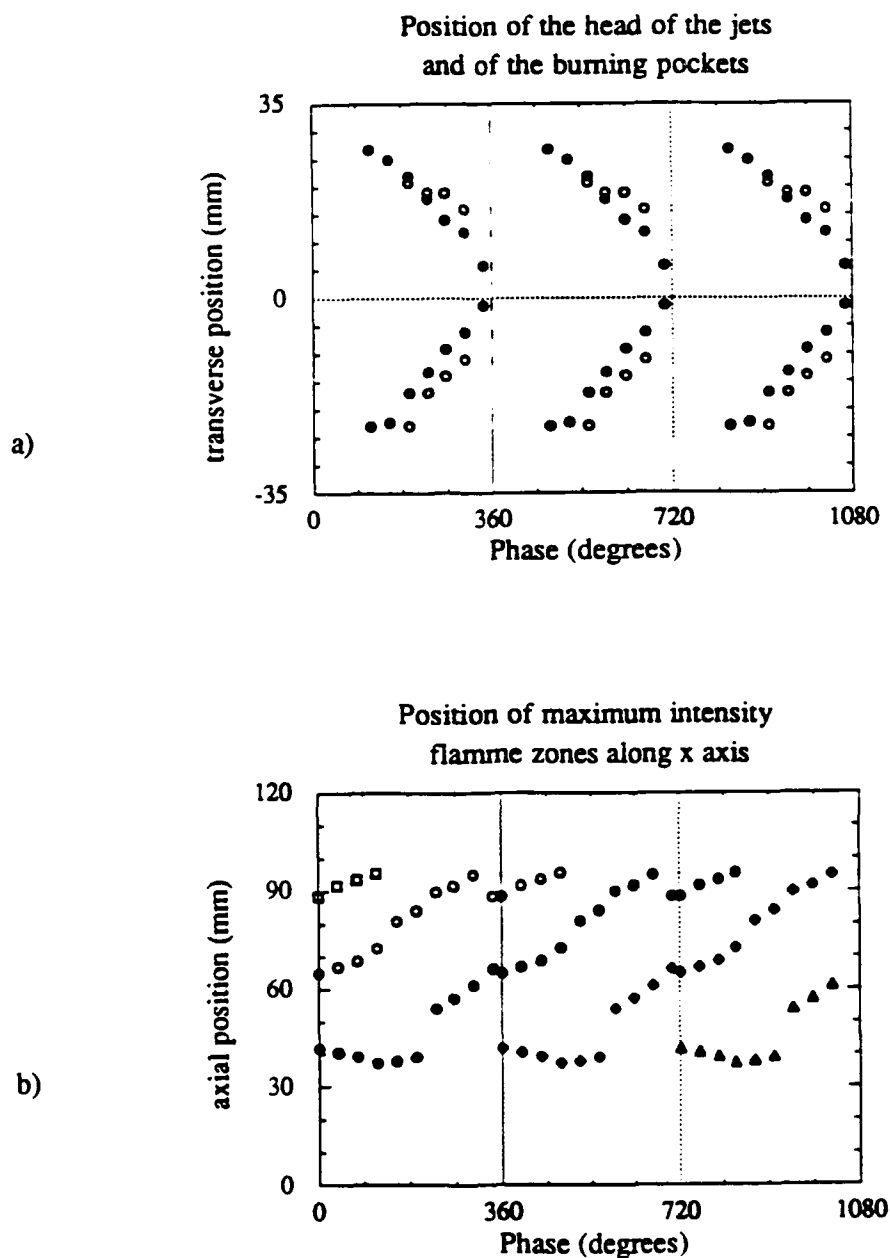 Position of the head of the jets
and of the burning pockets
35
0
-35
transverse position (mm)
a)
0 360 720 1080
Phase (degrees)
Position of maximum intensity
flamme zones along x axis
120
90
60
30
0
axial position (mm)
b)
0 360 720 1080
Phase (degrees)